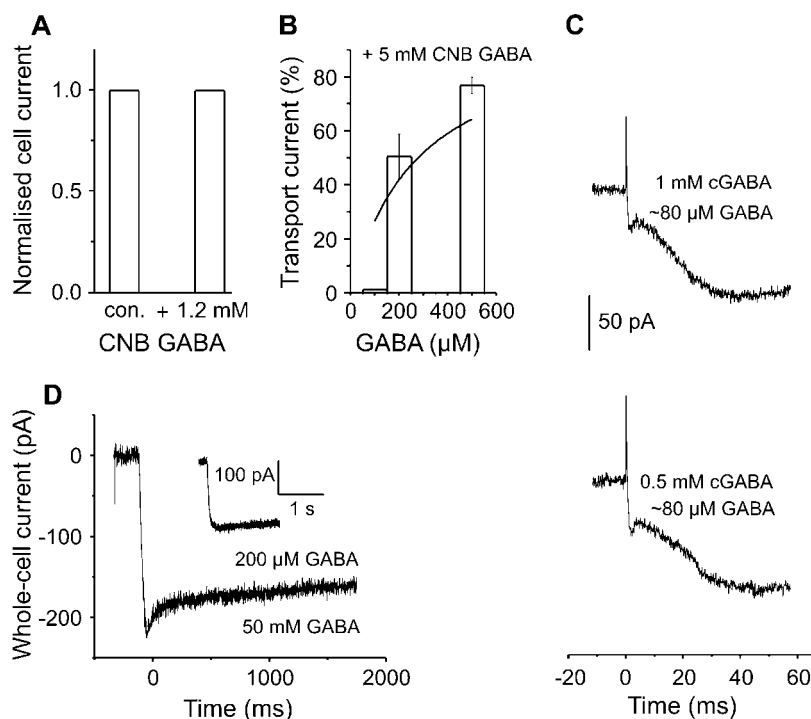 A
Normalised cell current
1.0
0.5
0.0
con. + 1.2 mM
CNB GABA
B
Transport current (%)
+ 5 mM CNB GABA
100
80
60
40
20
0
0 200 400 600
GABA (µM)
C
1 mM cGABA
~80 µM GABA
50 pA
0.5 mM cGABA
~80 µM GABA
-20 0 20 40 60
Time (ms)
D
Whole-cell current (pA)
0
-100
-200
100 pA
1 s
200 µM GABA
50 mM GABA
0 1000 2000
Time (ms)